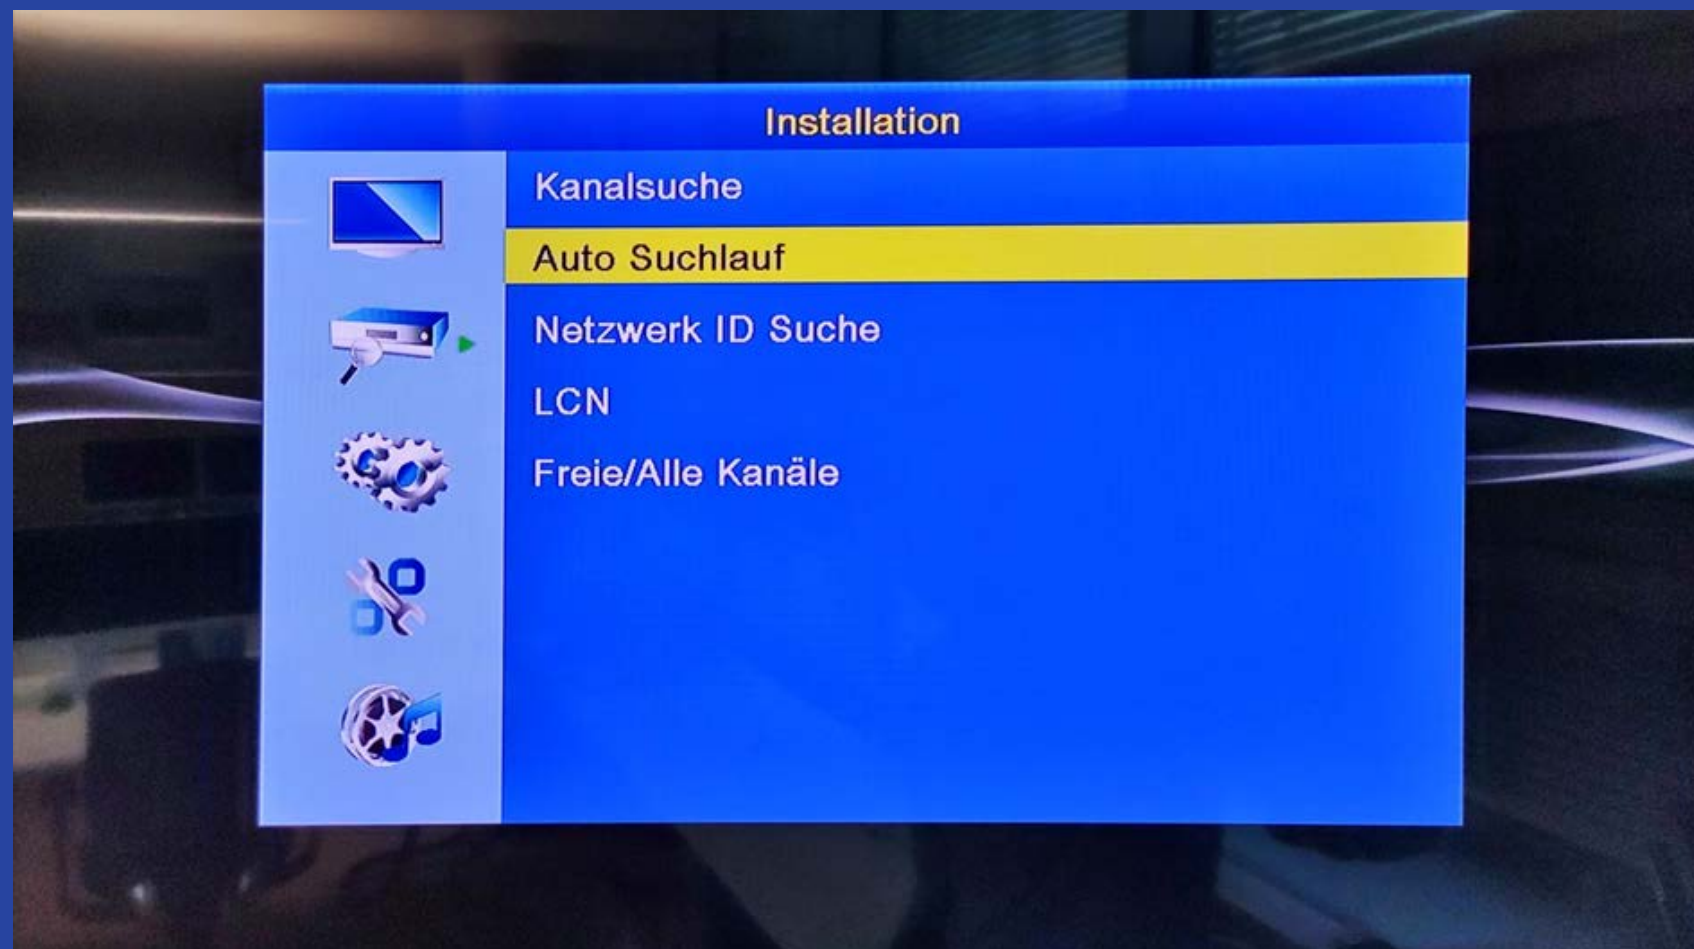 Installation
Kanalsuche
Auto Suchlauf
Netzwerk ID Suche
LCN
Freie/Alle Kanäle